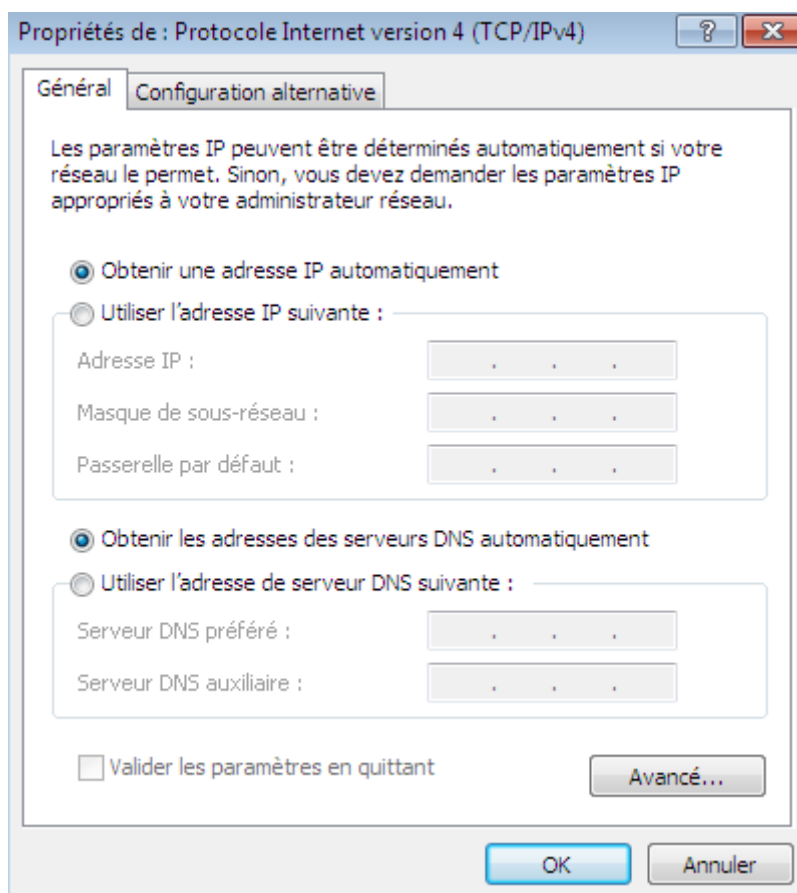 Propriétés de : Protocole Internet version 4 (TCP/IPv4)
Général
Configuration alternative
Les paramètres IP peuvent être déterminés automatiquement si votre
réseau le permet. Sinon, vous devez demander les paramètres IP
appropriés à votre administrateur réseau.
Obtenir une adresse IP automatiquement
Utiliser l'adresse IP suivante :
Adresse IP :
Masque de sous-réseau :
Passerelle par défaut :
Obtenir les adresses des serveurs DNS automatiquement
Utiliser l'adresse de serveur DNS suivante :
Serveur DNS préféré :
Serveur DNS auxiliaire :
Valider les paramètres en quittant
Avancé...
OK
Annuler